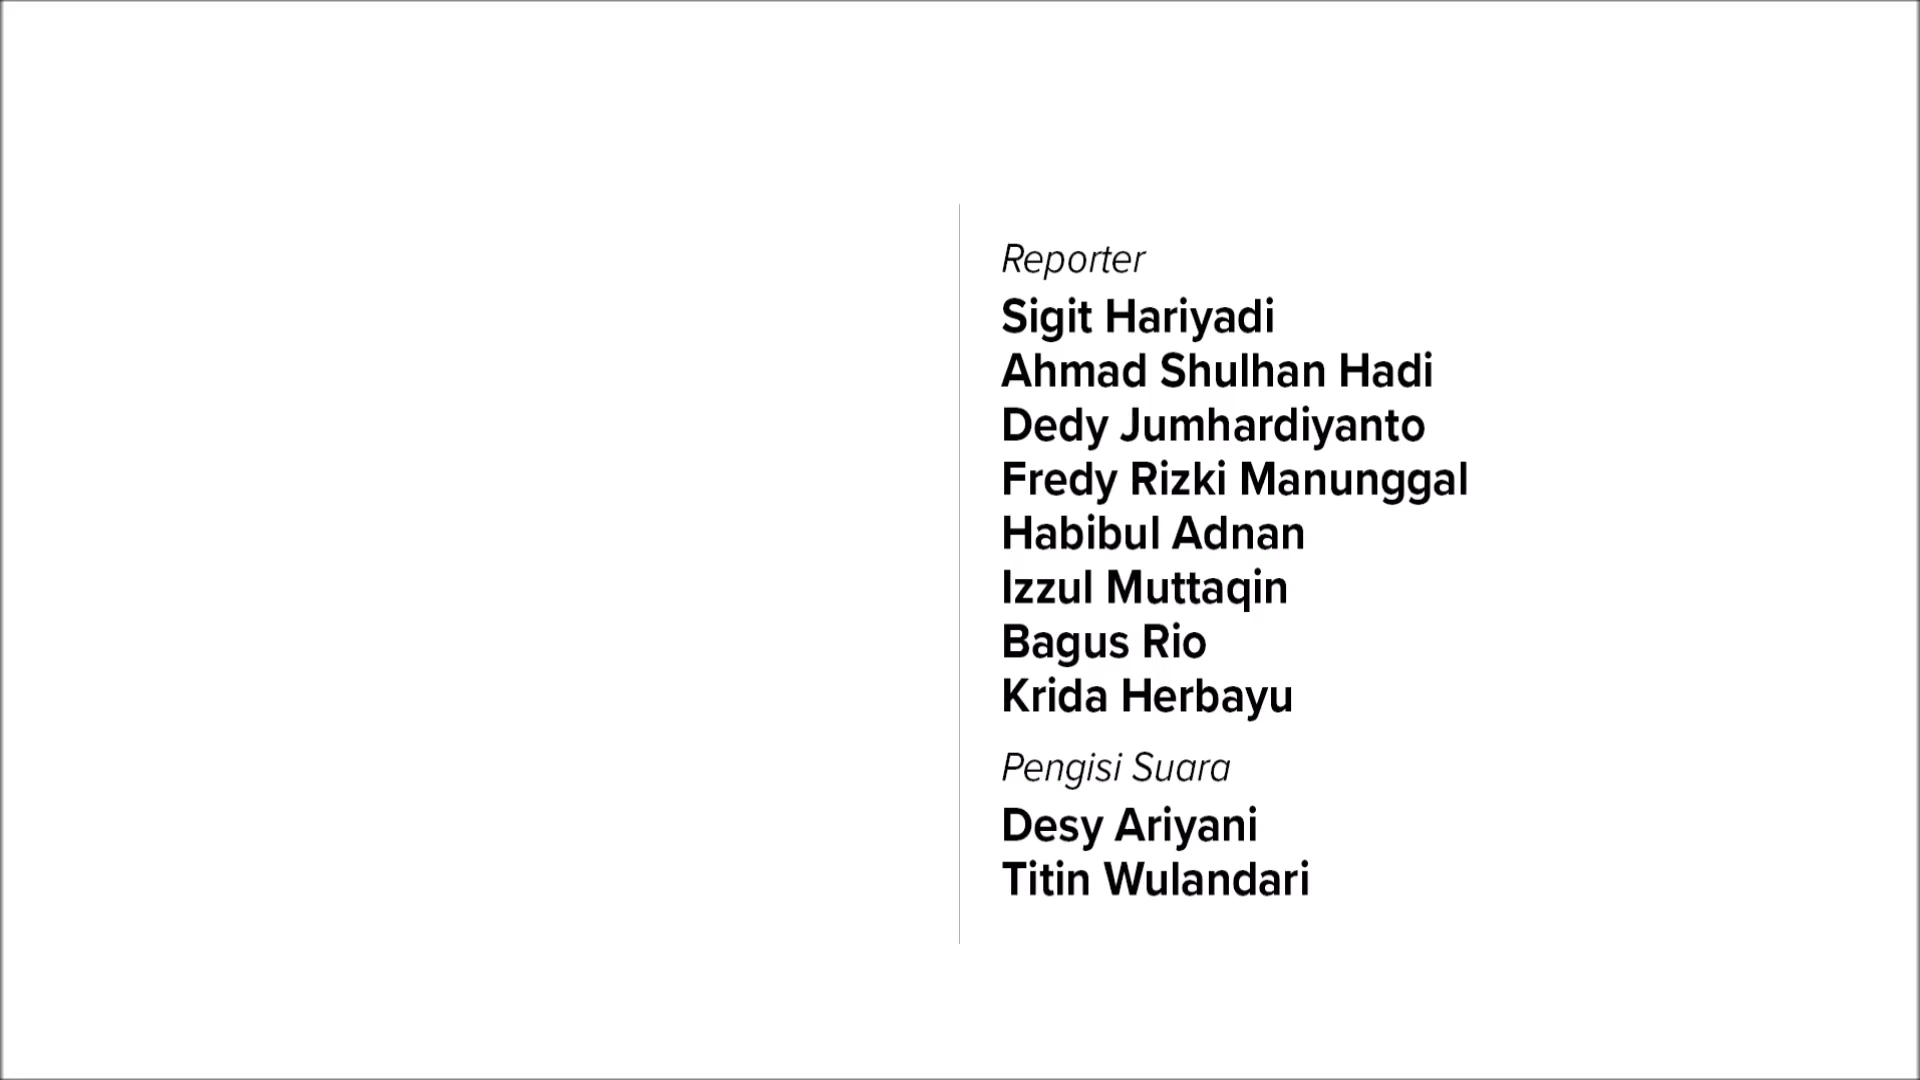 Reporter
Sigit Hariyadi
Ahmad Shulhan Hadi
Dedy Jumhardiyanto
Fredy Rizki Manunggal
Habibul Adnan
Izzul Muttaqin
Bagus Rio
Krida Herbayu
Pengisi Suara
Desy Ariyani
Titin Wulandari